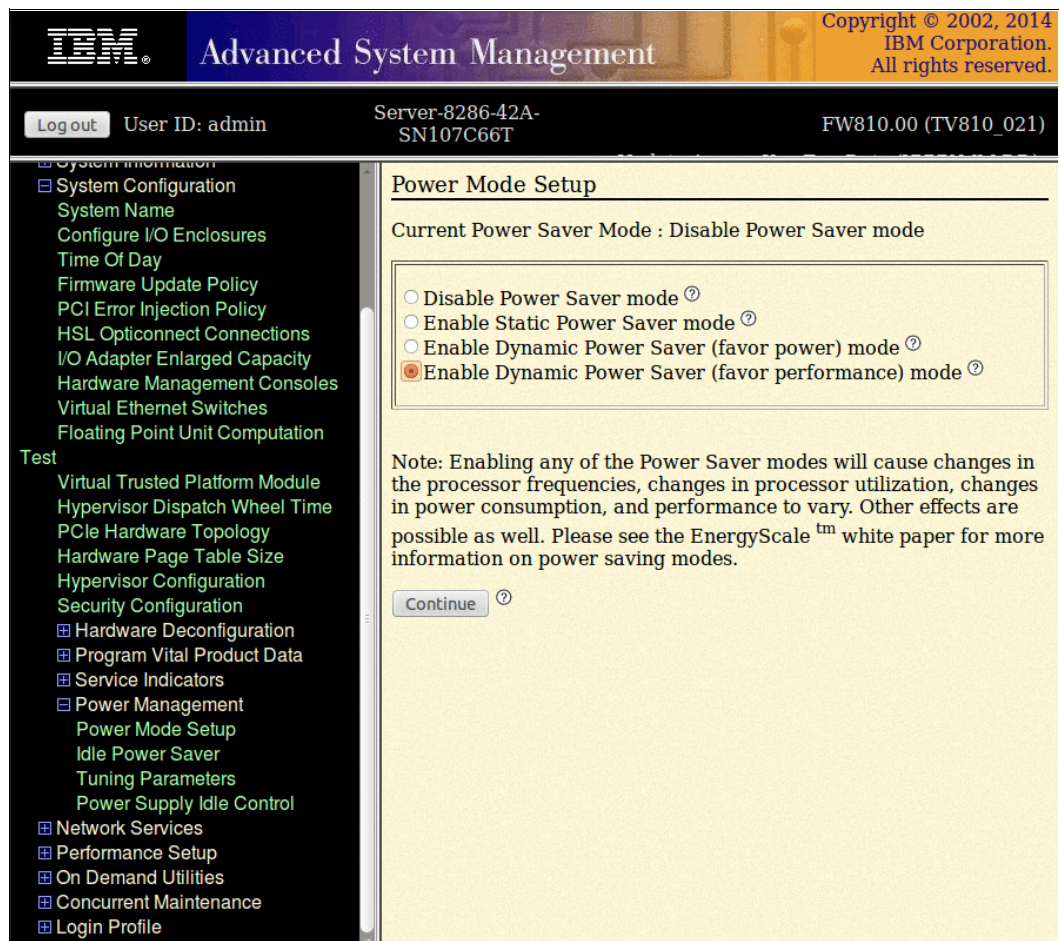 IBM®
Advanced System Management
Copyright © 2002, 2014
IBM Corporation.
All rights reserved.
Log out
User ID: admin
Server-8286-42A-
SN107C66T
FW810.00 (TV810_021)
System Information
System Configuration
System Name
Configure I/O Enclosures
Time Of Day
Firmware Update Policy
PCI Error Injection Policy
HSL Opticonnect Connections
I/O Adapter Enlarged Capacity
Hardware Management Consoles
Virtual Ethernet Switches
Floating Point Unit Computation
Test
Virtual Trusted Platform Module
Hypervisor Dispatch Wheel Time
PCIe Hardware Topology
Hardware Page Table Size
Hypervisor Configuration
Security Configuration
Hardware Deconfiguration
Program Vital Product Data
Service Indicators
Power Management
Power Mode Setup
Idle Power Saver
Tuning Parameters
Power Supply Idle Control
Network Services
Performance Setup
On Demand Utilities
Concurrent Maintenance
Login Profile
Power Mode Setup
Current Power Saver Mode : Disable Power Saver mode
Disable Power Saver mode ?
Enable Static Power Saver mode ?
Enable Dynamic Power Saver (favor power) mode ?
Enable Dynamic Power Saver (favor performance) mode ?
Note: Enabling any of the Power Saver modes will cause changes in
the processor frequencies, changes in processor utilization, changes
in power consumption, and performance to vary. Other effects are
possible as well. Please see the EnergyScale tm white paper for more
information on power saving modes.
Continue ?